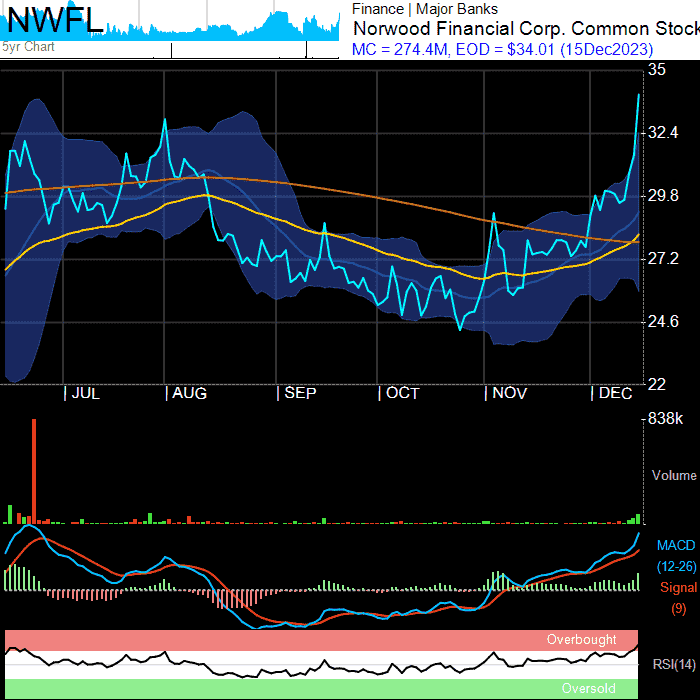 NWFL
5yr Chart
Finance | Major Banks
Norwood Financial Corp. Common Stock
MC = 274.4M, EOD = $34.01 (15Dec2023)
35
32.4
29.8
27.2
24.6
22
| JUL | AUG | SEP | OCT | NOV | DEC
838k
Volume
MACD
(12-26)
Signal
(9)
Overbought
RSI(14)
Oversold